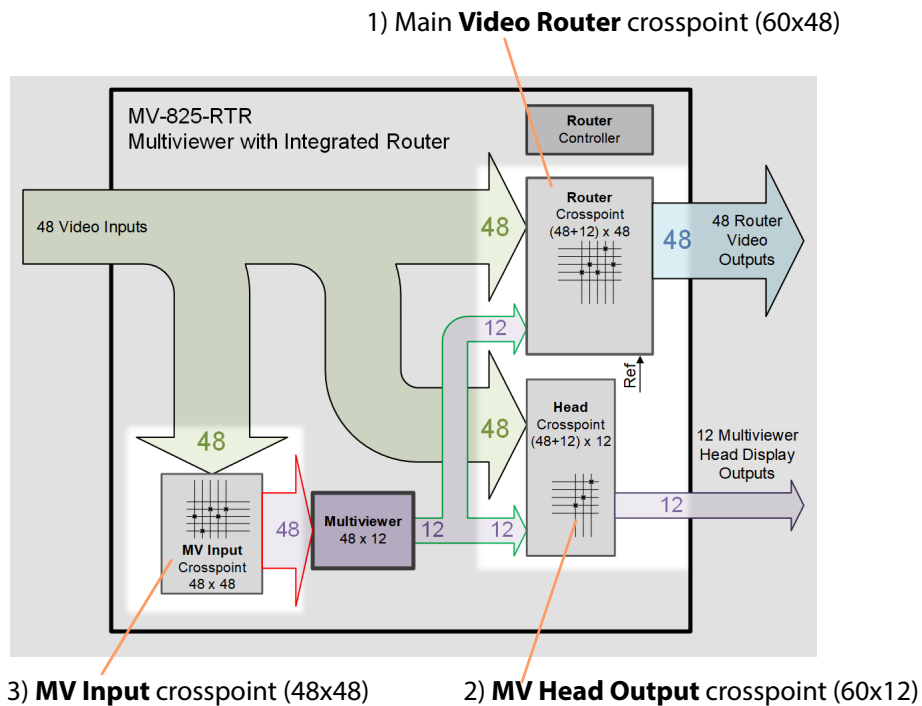 1) Main Video Router crosspoint (60x48)
MV-825-RTR
Multiviewer with Integrated Router
Router
Controller
48 Video Inputs
48
Router
Crosspoint
(48+12) x 48
48
48 Router
Video
Outputs
12
Ref
48
48
Head
Crosspoint
(48+12) x 12
12 Multiviewer
Head Display
Outputs
MV Input
Crosspoint
48 x 48
48
Multiviewer
48 x 12
12
12
12
3) MV Input crosspoint (48x48)
2) MV Head Output crosspoint (60x12)